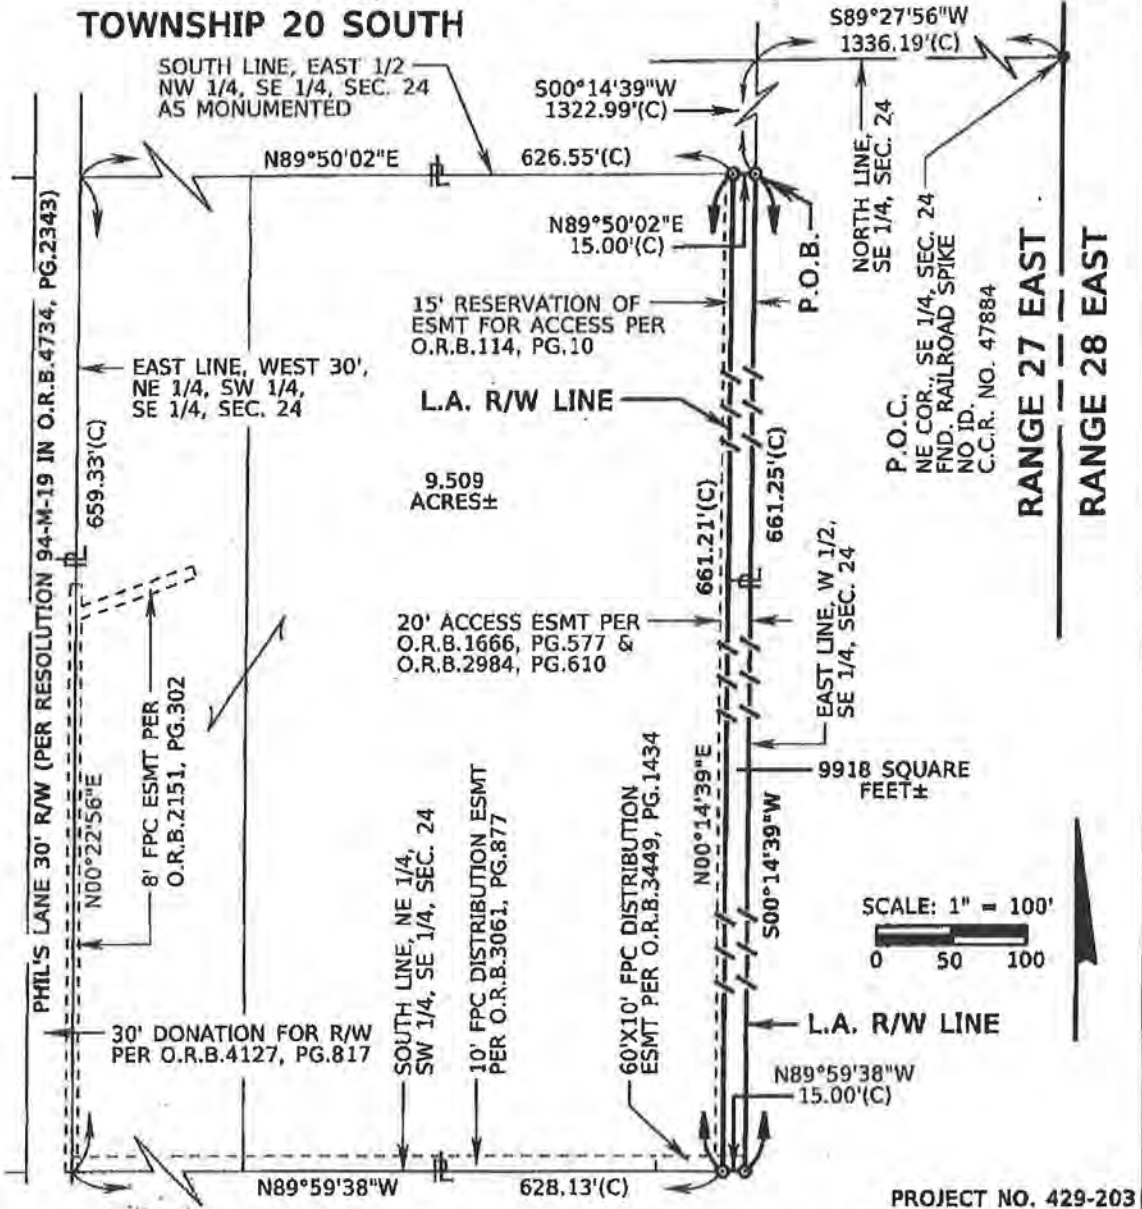 TOWNSHIP 20 SOUTH
S89°27'56"W
1336.19'(C)
SOUTH LINE, EAST 1/2
NW 1/4, SE 1/4, SEC. 24
AS MONUMENTED
S00°14'39"W
1322.99'(C)
N89°50'02"E
626.55'(C)
N89°50'02"E
15.00'(C)
P.O.B.
NORTH LINE,
SE 1/4, SEC. 24
P.O.C.
NE COR., SE 1/4, SEC. 24
FND. RAILROAD SPIKE
NO ID.
C.C.R. NO. 47884
RANGE 27 EAST
RANGE 28 EAST
PHIL'S LANE 30' R/W (PER RESOLUTION 94-M-19 IN O.R.B.4734, PG.2343)
15' RESERVATION OF
ESMT FOR ACCESS PER
O.R.B.114, PG.10
EAST LINE, WEST 30',
NE 1/4, SW 1/4,
SE 1/4, SEC. 24
L.A. R/W LINE
659.33'(C)
9.509
ACRES±
661.21'(C)
661.25'(C)
20' ACCESS ESMT PER
O.R.B.1666, PG.577 &
O.R.B.2984, PG.610
EAST LINE, W 1/2,
SE 1/4, SEC. 24
N00°22'56"E
8' FPC ESMT PER
O.R.B.2151, PG.302
SOUTH LINE, NE 1/4,
SW 1/4, SE 1/4, SEC. 24
10' FPC DISTRIBUTION ESMT
PER O.R.B.3061, PG.877
60'X10' FPC DISTRIBUTION
ESMT PER O.R.B.3449, PG.1434
N00°14'39"E
S00°14'39"W
9918 SQUARE
FEET±
SCALE: 1" = 100'
0 50 100
30' DONATION FOR R/W
PER O.R.B.4127, PG.817
L.A. R/W LINE
N89°59'38"W
15.00'(C)
N89°59'38"W
628.13'(C)
PROJECT NO. 429-203